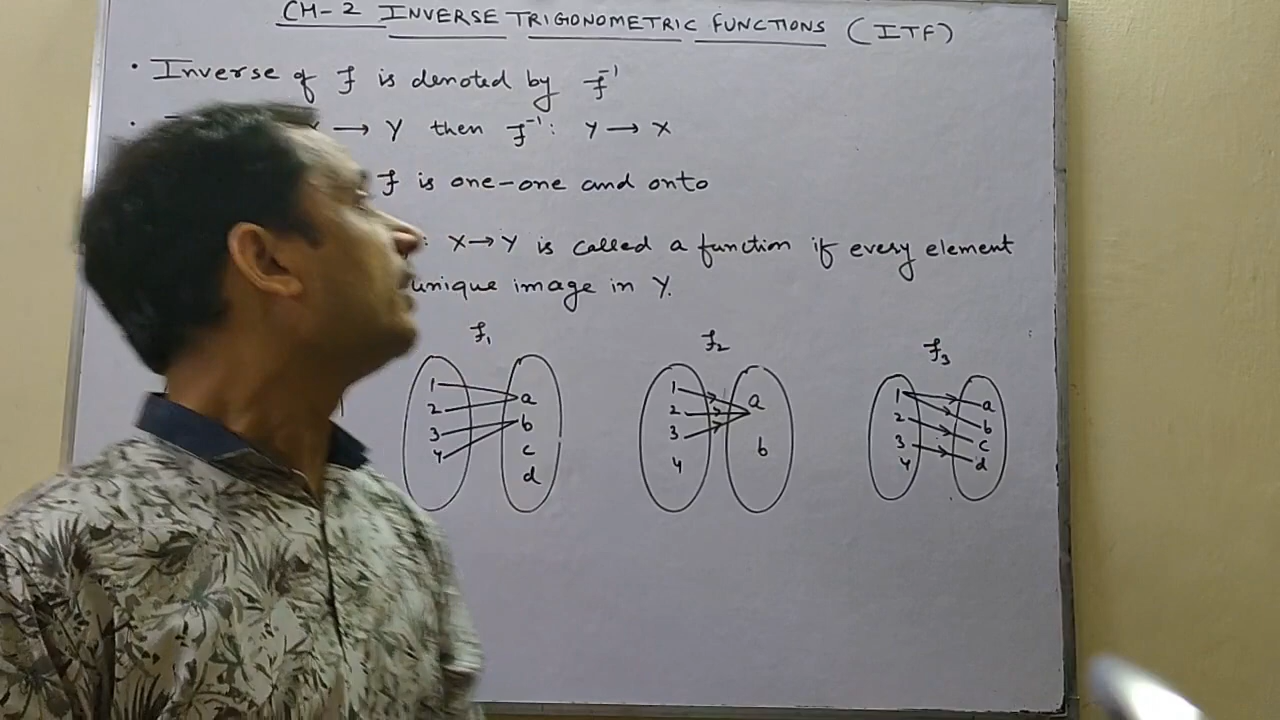 CH-2 INVERSE TRIGONOMETRIC FUNCTIONS (ITF)
• Inverse of f is denoted by f⁻¹
• → Y then f⁻¹: Y → X
f is one-one and onto
: X→Y is called a function if every element
unique image in Y.
f₁ f₂ f₃
1 2 3 4 a b c d
1 2 3 4 a b
1 2 3 4 a b c d